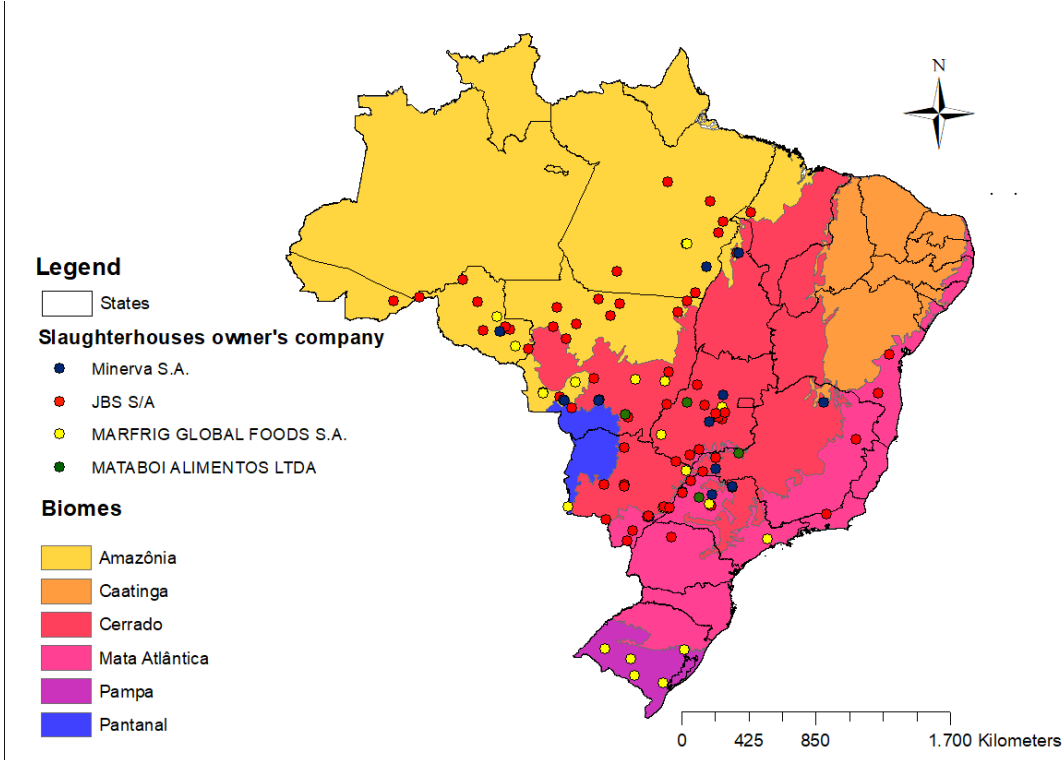 N
Legend
States
Slaughterhouses owner's company
Minerva S.A.
JBS S/A
MARFRIG GLOBAL FOODS S.A.
MATABOI ALIMENTOS LTDA
Biomes
Amazônia
Caatinga
Cerrado
Mata Atlântica
Pampa
Pantanal
0 425 850 1.700 Kilometers